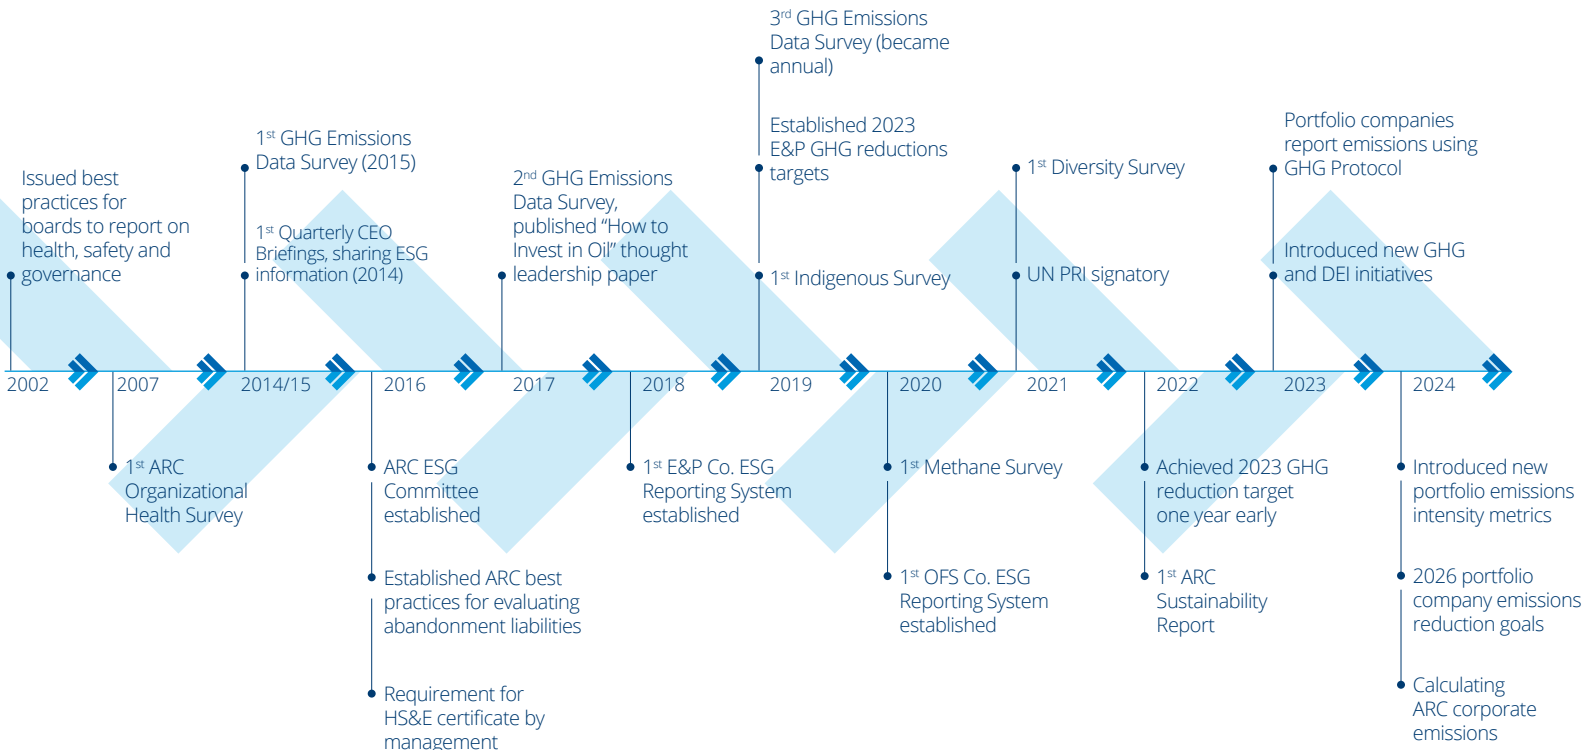 3rd GHG Emissions
Data Survey (became
annual)
Established 2023
E&P GHG reductions
targets
1st Indigenous Survey
1st GHG Emissions
Data Survey (2015)
1st Quarterly CEO
Briefings, sharing ESG
information (2014)
Issued best
practices for
boards to report on
health, safety and
governance
2nd GHG Emissions
Data Survey,
published “How to
Invest in Oil” thought
leadership paper
1st Diversity Survey
UN PRI signatory
Portfolio companies
report emissions using
GHG Protocol
Introduced new GHG
and DEI initiatives
2002
2007
2014/15
2016
2017
2018
2019
2020
2021
2022
2023
2024
1st ARC
Organizational
Health Survey
ARC ESG
Committee
established
Established ARC best
practices for evaluating
abandonment liabilities
Requirement for
HS&E certificate by
management
1st E&P Co. ESG
Reporting System
established
1st Methane Survey
1st OFS Co. ESG
Reporting System
established
Achieved 2023 GHG
reduction target
one year early
1st ARC
Sustainability
Report
Introduced new
portfolio emissions
intensity metrics
2026 portfolio
company emissions
reduction goals
Calculating
ARC corporate
emissions